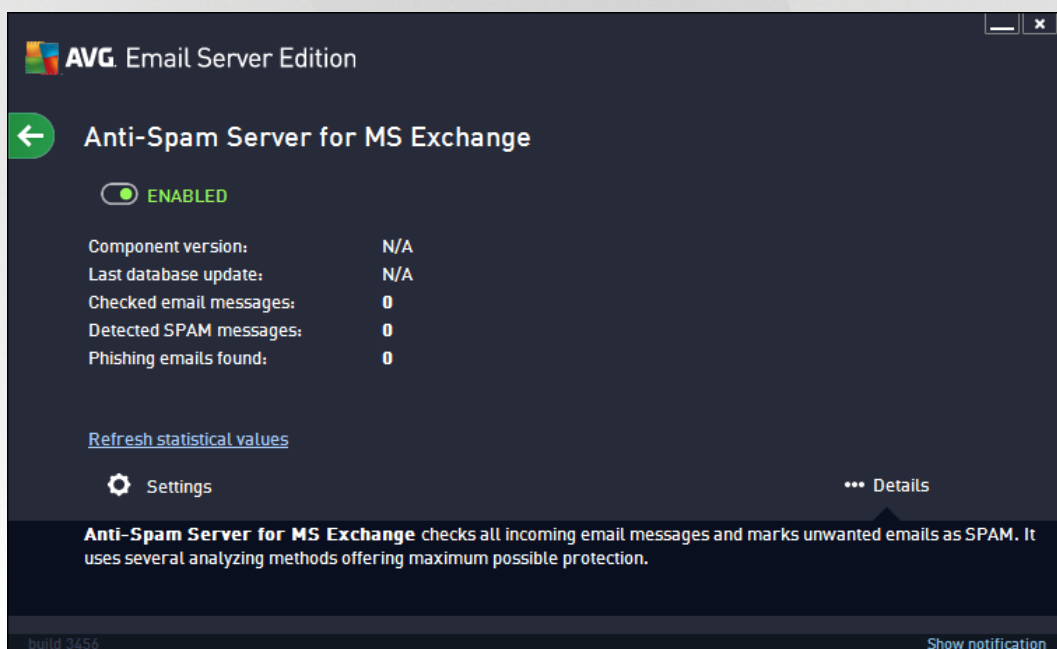 AVG. Email Server Edition
Anti-Spam Server for MS Exchange
ENABLED
Component version: N/A
Last database update: N/A
Checked email messages: 0
Detected SPAM messages: 0
Phishing emails found: 0
Refresh statistical values
Settings
••• Details
Anti-Spam Server for MS Exchange checks all incoming email messages and marks unwanted emails as SPAM. It
uses several analyzing methods offering maximum possible protection.
build 3456
Show notification